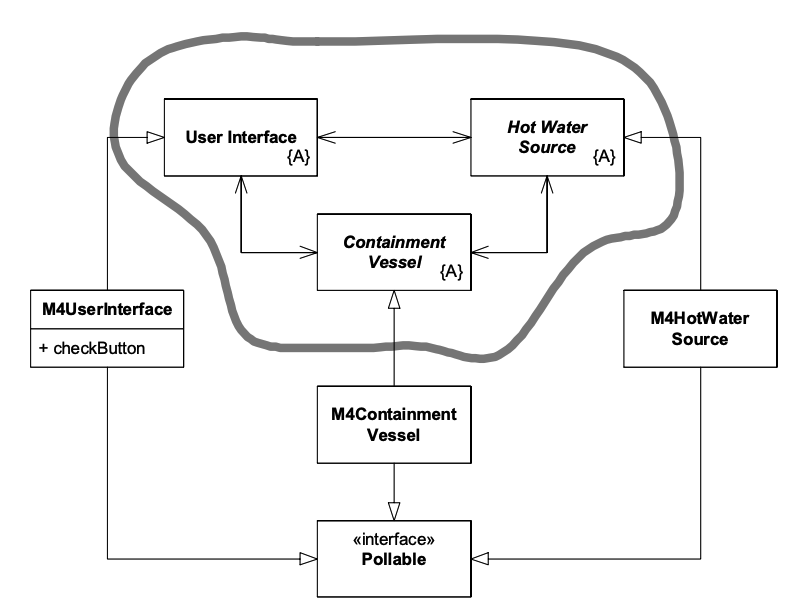 User Interface
{A}
Hot Water
Source
{A}
Containment
Vessel
{A}
M4UserInterface
+ checkButton
M4HotWater
Source
M4Containment
Vessel
«interface»
Pollable